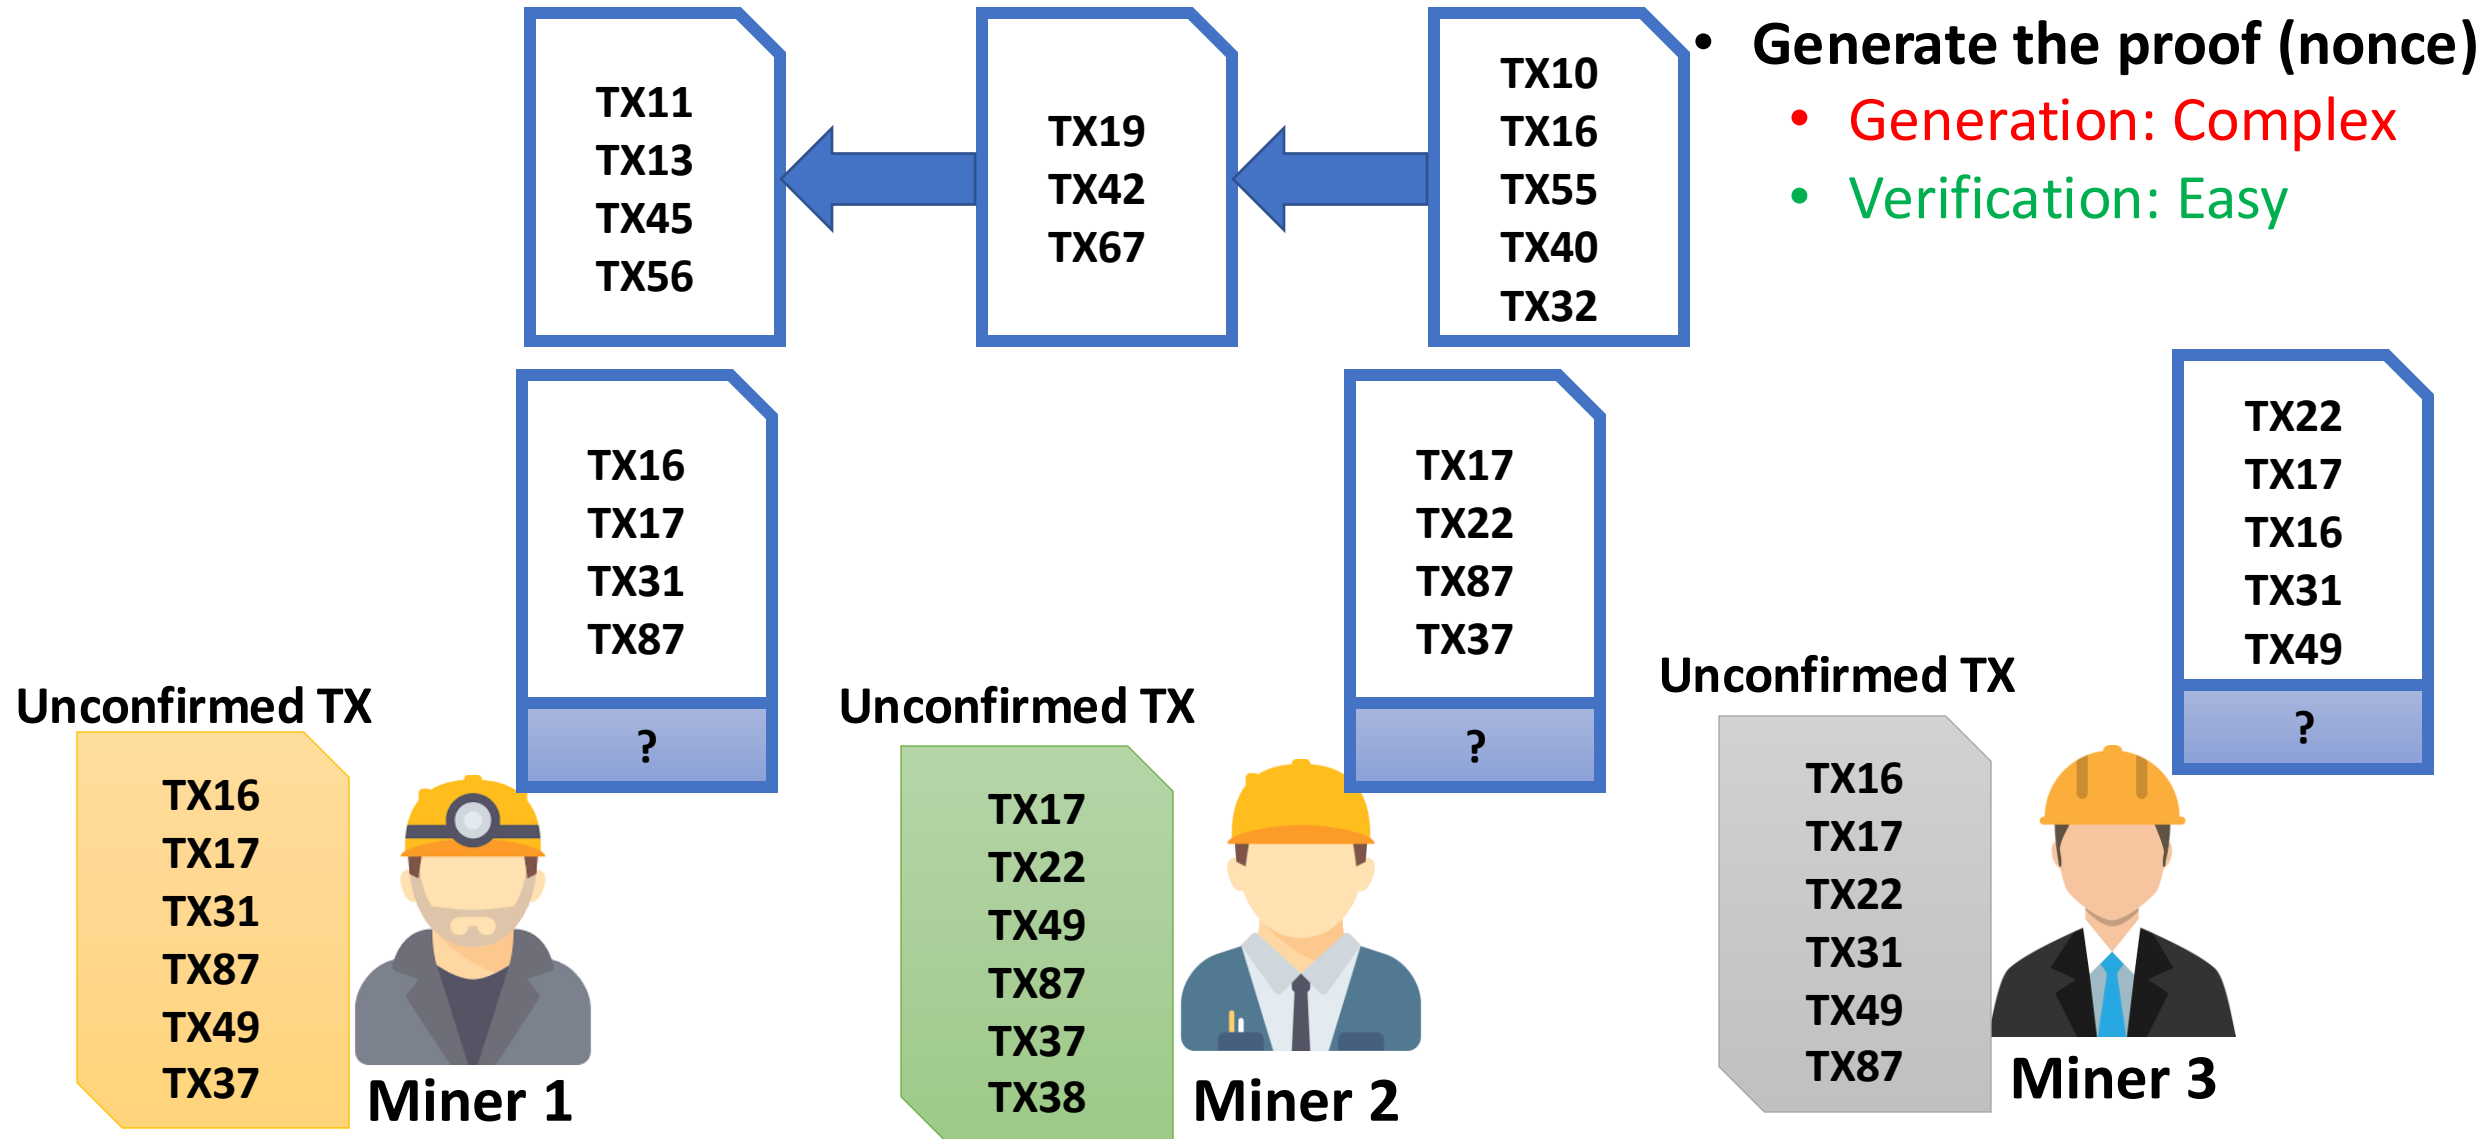 TX11
TX13
TX45
TX56
TX19
TX42
TX67
TX10
TX16
TX55
TX40
TX32
• Generate the proof (nonce)
• Generation: Complex
• Verification: Easy
TX16
TX17
TX31
TX87
?
TX17
TX22
TX87
TX37
?
TX22
TX17
TX16
TX31
TX49
?
Unconfirmed TX
TX16
TX17
TX31
TX87
TX49
TX37
Miner 1
Unconfirmed TX
TX17
TX22
TX49
TX87
TX37
TX38
Miner 2
Unconfirmed TX
TX16
TX17
TX22
TX31
TX49
TX87
Miner 3